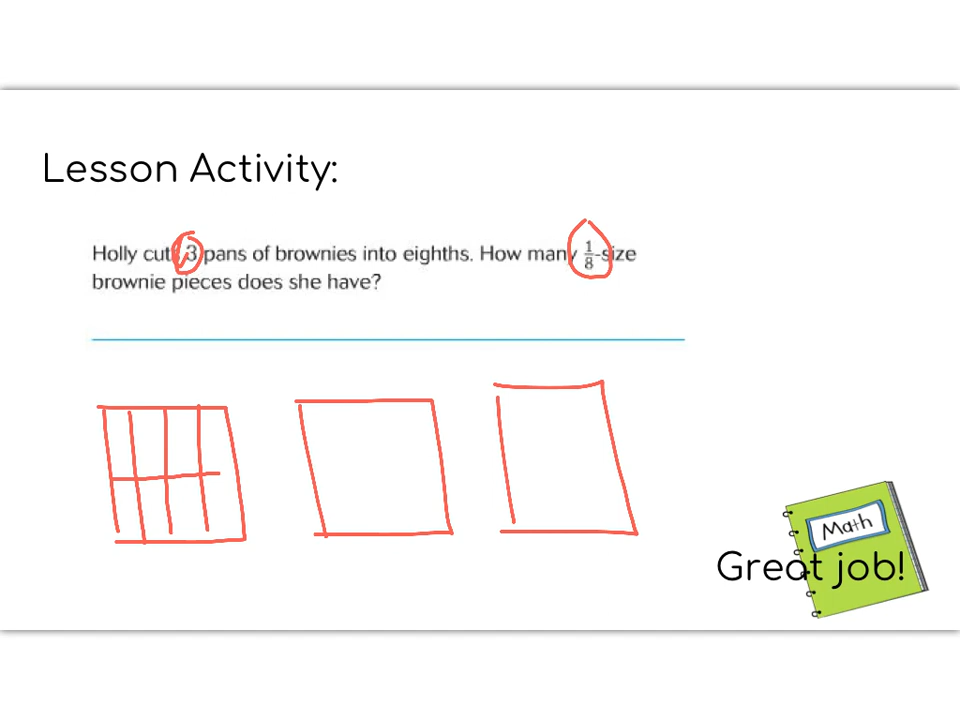 Lesson Activity:
Holly cuts 3 pans of brownies into eighths. How many 1/8-size
brownie pieces does she have?
Math
Great job!